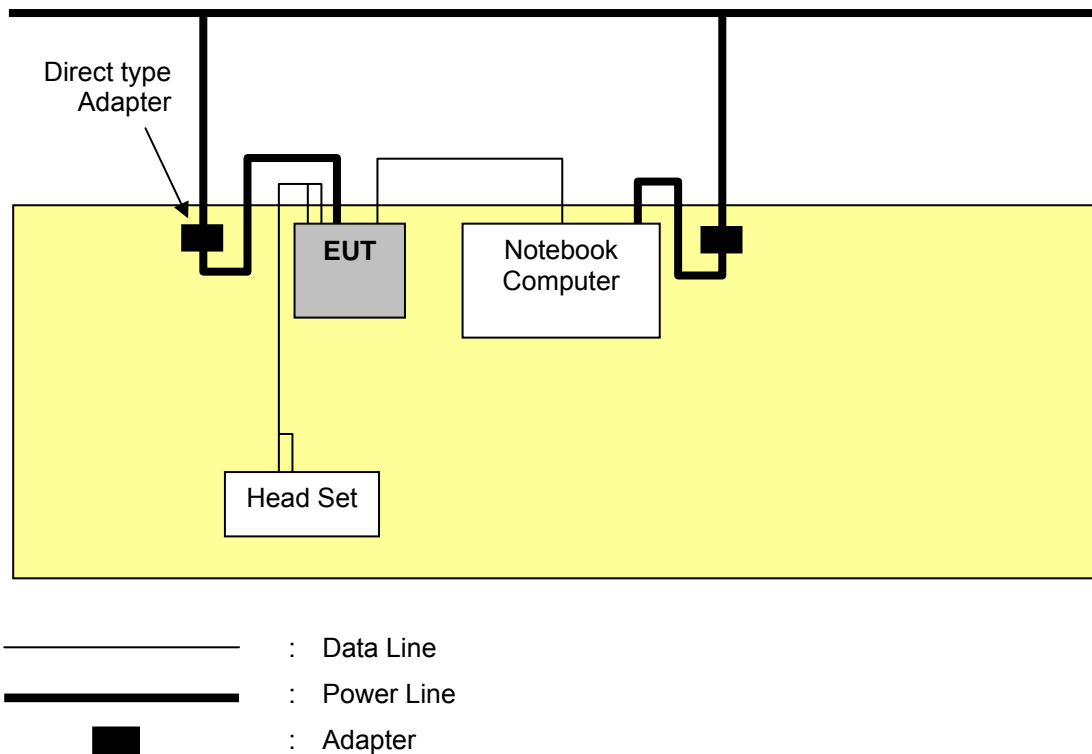 Direct type
Adapter
EUT
Notebook
Computer
Head Set
: Data Line
: Power Line
: Adapter